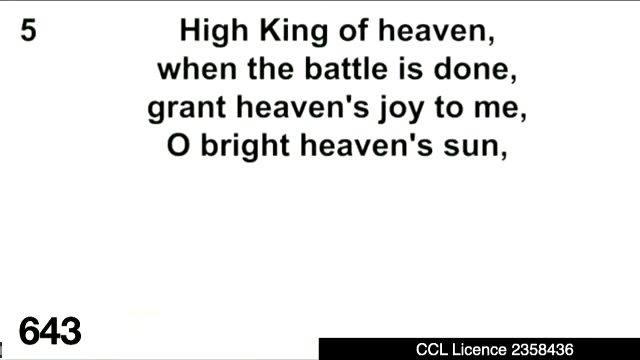 5
High King of heaven,
when the battle is done,
grant heaven's joy to me,
O bright heaven's sun,
643
CCL Licence 2358436